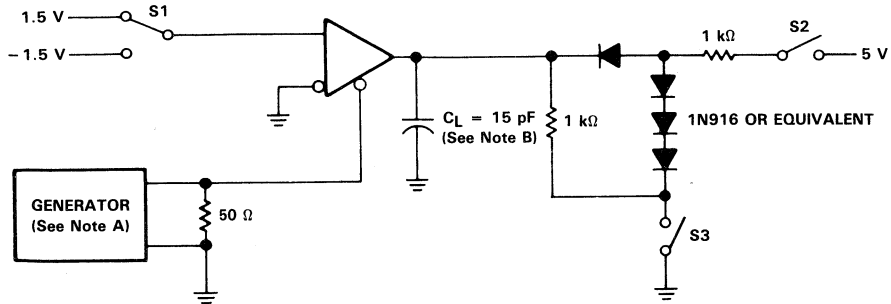 1.5 V
S1
− 1.5 V
1 kΩ
S2
5 V
CL = 15 pF
(See Note B)
1 kΩ
1N916 OR EQUIVALENT
GENERATOR
(See Note A)
50 Ω
S3